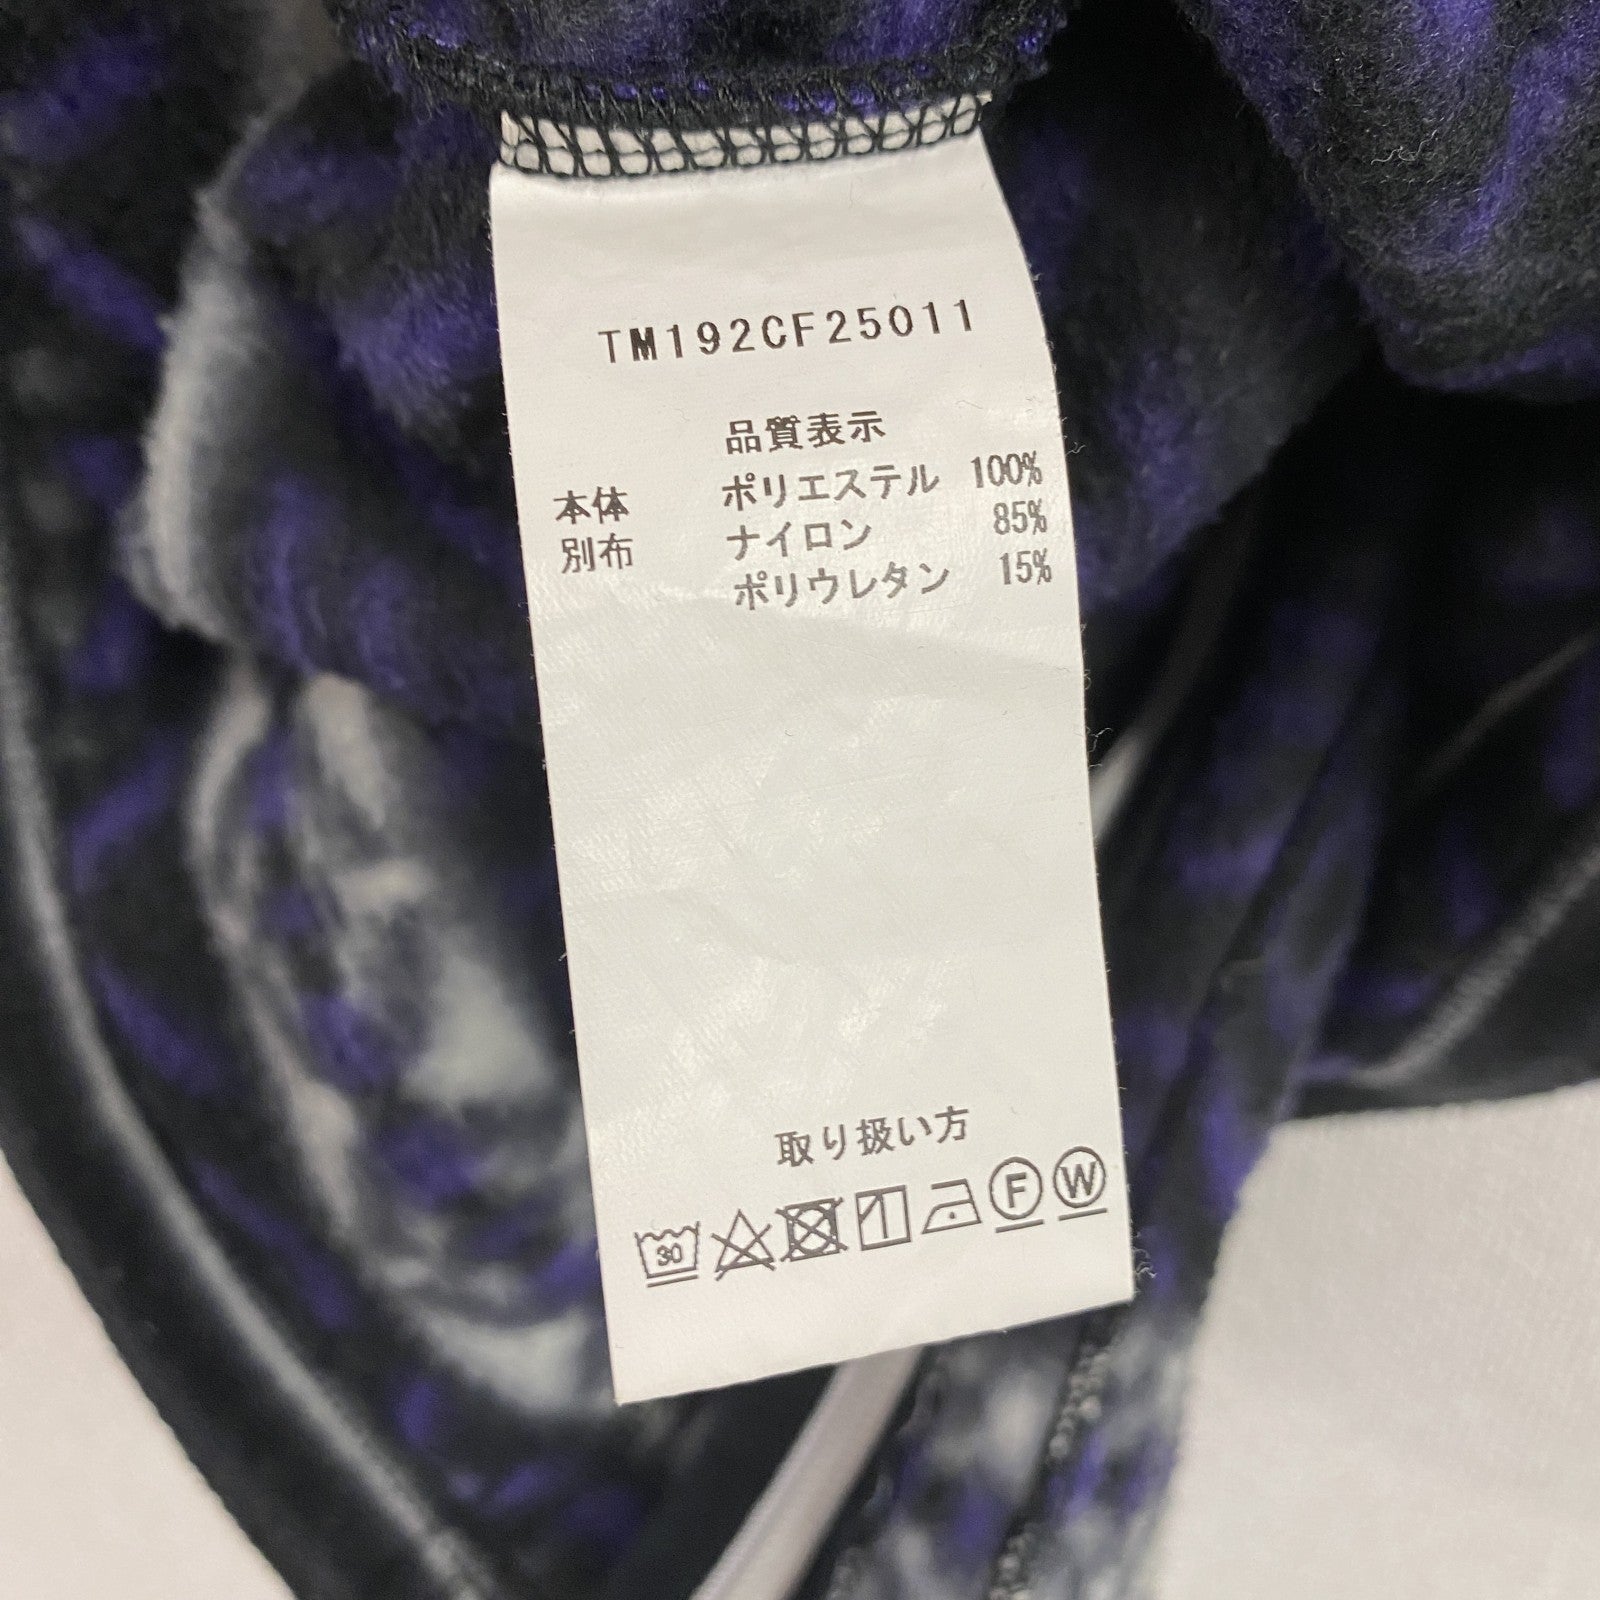 TM192CF25011
品質表示
本体 ポリエステル 100%
別布 ナイロン 85%
ポリウレタン 15%
取り扱い方
30 F W